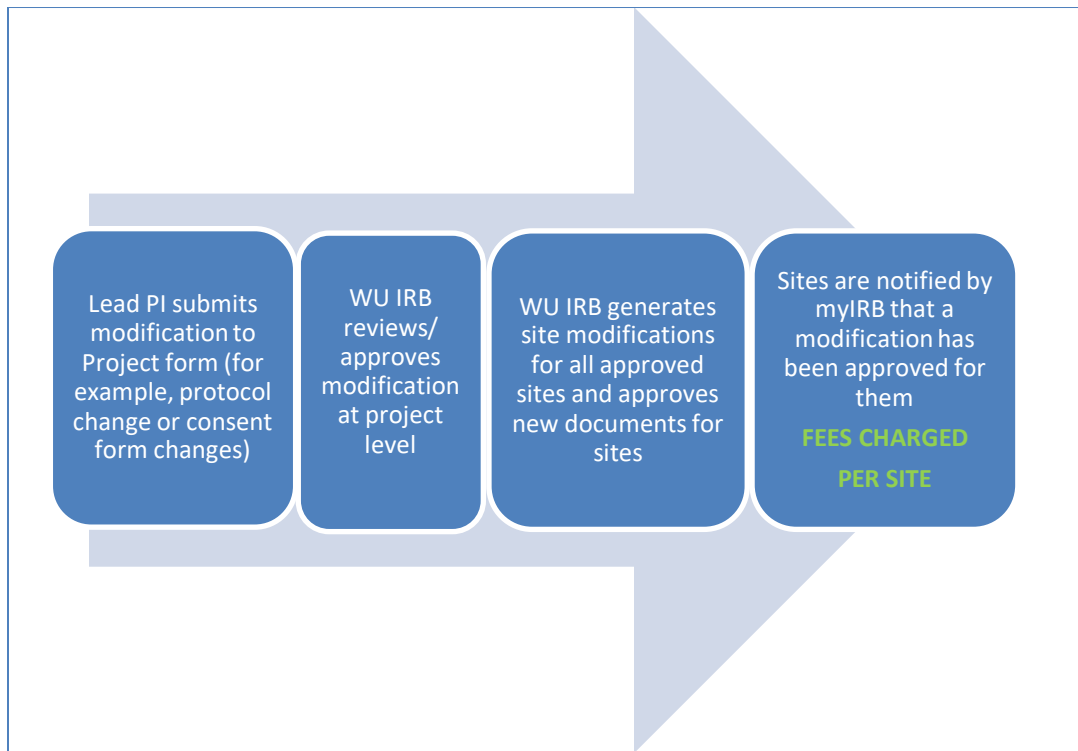 Lead PI submits
modification to
Project form (for
example, protocol
change or consent
form changes)
WU IRB
reviews/
approves
modification
at project
level
WU IRB generates
site modifications
for all approved
sites and approves
new documents for
sites
Sites are notified by
myIRB that a
modification has
been approved for
them
FEES CHARGED
PER SITE